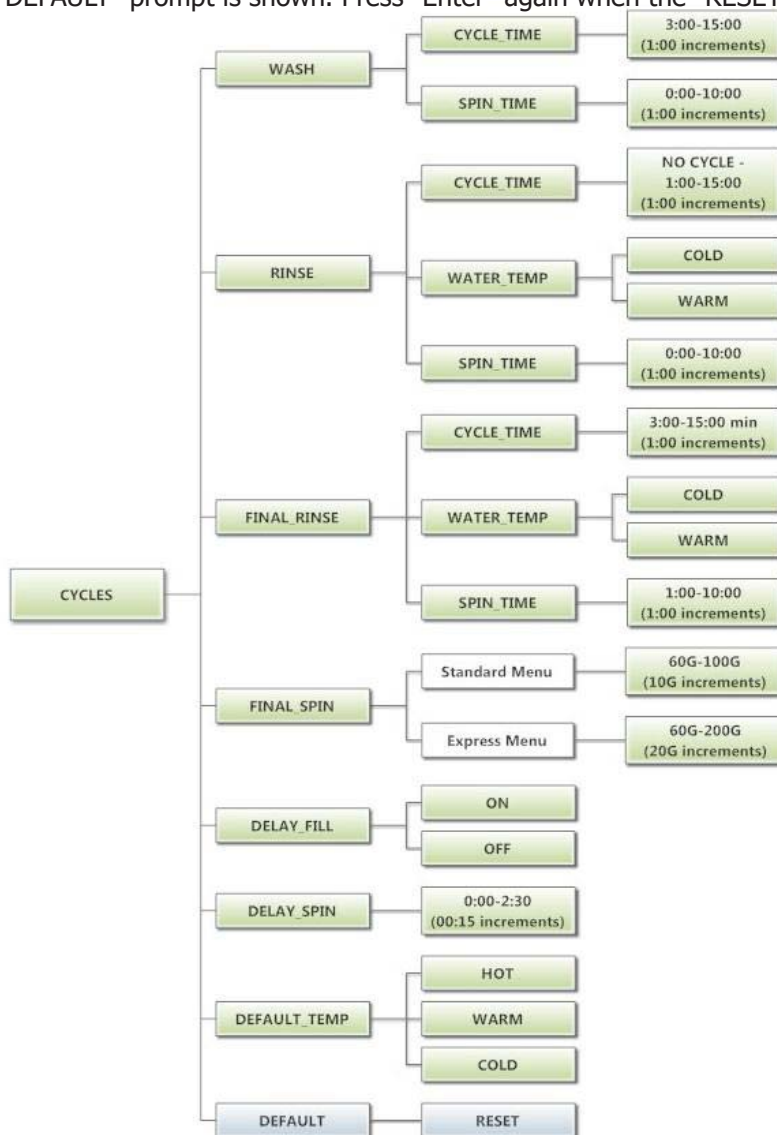 DEFAULT" prompt is shown. Press "Enter" again when the "RESET
CYCLES
WASH
CYCLE_TIME
3:00-15:00
(1:00 increments)
SPIN_TIME
0:00-10:00
(1:00 increments)
RINSE
CYCLE_TIME
NO CYCLE -
1:00-15:00
(1:00 increments)
WATER_TEMP
COLD
WARM
SPIN_TIME
0:00-10:00
(1:00 increments)
FINAL_RINSE
CYCLE_TIME
3:00-15:00 min
(1:00 increments)
WATER_TEMP
COLD
WARM
SPIN_TIME
1:00-10:00
(1:00 increments)
FINAL_SPIN
Standard Menu
60G-100G
(10G increments)
Express Menu
60G-200G
(20G increments)
DELAY_FILL
ON
OFF
DELAY_SPIN
0:00-2:30
(00:15 increments)
DEFAULT_TEMP
HOT
WARM
COLD
DEFAULT
RESET